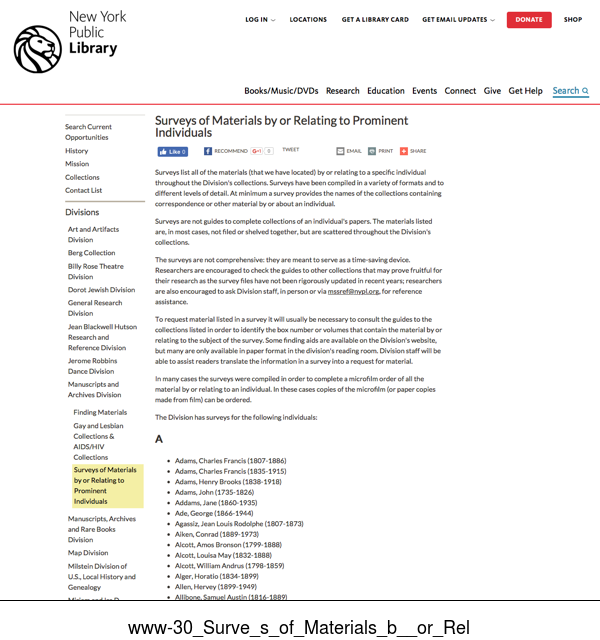 New York
Public
Library
LOG IN
LOCATIONS
GET A LIBRARY CARD
GET EMAIL UPDATES
DONATE
SHOP
Books/Music/DVDs Research Education Events Connect Give Get Help Search
Search Current
Opportunities
History
Mission
Collections
Contact List
Divisions
Art and Artifacts
Division
Berg Collection
Billy Rose Theatre
Division
Dorot Jewish Division
General Research
Division
Jean Blackwell Hutson
Research and
Reference Division
Jerome Robbins
Dance Division
Manuscripts and
Archives Division
Finding Materials
Gay and Lesbian
Collections &
AIDS/HIV
Collections
Surveys of Materials
by or Relating to
Prominent
Individuals
Manuscripts, Archives
and Rare Books
Division
Map Division
Milstein Division of
U.S., Local History and
Genealogy
Surveys of Materials by or Relating to Prominent
Individuals
Like 0
RECOMMEND
G+1 0
TWEET
EMAIL
PRINT
SHARE
Surveys list all of the materials (that we have located) by or relating to a specific individual
throughout the Division's collections. Surveys have been compiled in a variety of formats and to
different levels of detail. At minimum a survey provides the names of the collections containing
correspondence or other material by or about an individual.
Surveys are not guides to complete collections of an individual's papers. The materials listed
are, in most cases, not filed or shelved together, but are scattered throughout the Division's
collections.
The surveys are not comprehensive: they are meant to serve as a time-saving device.
Researchers are encouraged to check the guides to other collections that may prove fruitful for
their research as the survey files have not been rigorously updated in recent years; researchers
are also encouraged to ask Division staff, in person or via mssref@nypl.org, for reference
assistance.
To request material listed in a survey it will usually be necessary to consult the guides to the
collections listed in order to identify the box number or volumes that contain the material by or
relating to the subject of the survey. Some finding aids are available on the Division's website,
but many are only available in paper format in the division's reading room. Division staff will be
able to assist readers translate the information in a survey into a request for material.
In many cases the surveys were compiled in order to complete a microfilm order of all the
material by or relating to an individual. In these cases copies of the microfilm (or paper copies
made from film) can be ordered.
The Division has surveys for the following individuals:
A
• Adams, Charles Francis (1807-1886)
• Adams, Charles Francis (1835-1915)
• Adams, Henry Brooks (1838-1918)
• Adams, John (1735-1826)
• Addams, Jane (1860-1935)
• Ade, George (1866-1944)
• Agassiz, Jean Louis Rodolphe (1807-1873)
• Aiken, Conrad (1889-1973)
• Alcott, Amos Bronson (1799-1888)
• Alcott, Louisa May (1832-1888)
• Alcott, William Andrus (1798-1859)
• Alger, Horatio (1834-1899)
• Allen, Hervey (1899-1949)
• Allibone, Samuel Austin (1816-1889)
www-30_Surve_s_of_Materials_b__or_Rel